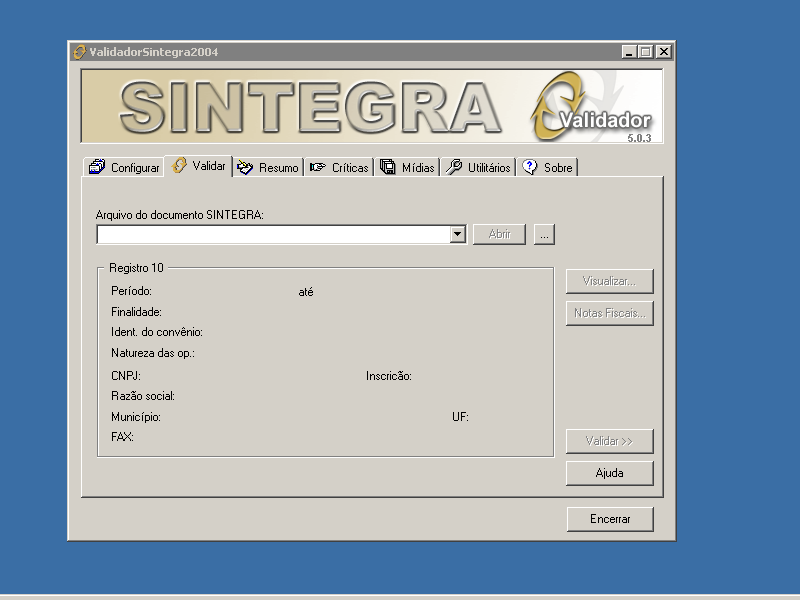 ValidadorSintegra2004
SINTEGRA
Validador
5.0.3
Configurar Validar Resumo Críticas Mídias Utilitários Sobre
Arquivo do documento SINTEGRA:
Abrir ...
Registro 10
Período: até
Finalidade:
Ident. do convênio:
Natureza das op.:
CNPJ: Inscricão:
Razão social:
Município: UF:
FAX:
Visualizar...
Notas Fiscais...
Validar >>
Ajuda
Encerrar